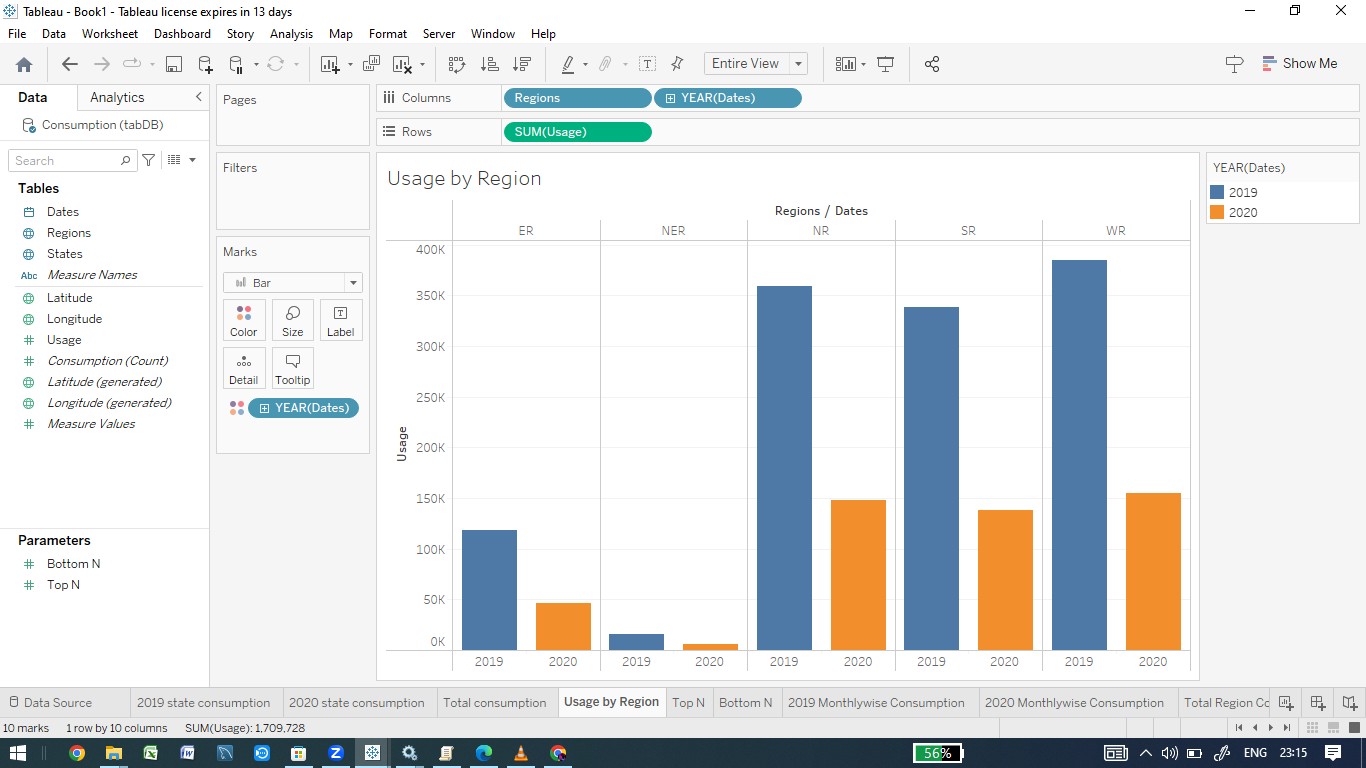 Tableau - Book1 - Tableau license expires in 13 days
File Data Worksheet Dashboard Story Analysis Map Format Server Window Help
Entire View
Show Me
Data Analytics
Consumption (tabDB)
Search
Tables
Dates
Regions
States
Abc Measure Names
Latitude
Longitude
Usage
Consumption (Count)
Latitude (generated)
Longitude (generated)
Measure Values
Parameters
Bottom N
Top N
Pages
Filters
Marks
Bar
Color Size Label
Detail Tooltip
YEAR(Dates)
Columns Regions YEAR(Dates)
Rows SUM(Usage)
Usage by Region
Regions / Dates
ER NER NR SR WR
400K
350K
300K
250K
200K
150K
100K
50K
0K
Usage
2019 2020 2019 2020 2019 2020 2019 2020 2019 2020
YEAR(Dates)
2019
2020
Data Source 2019 state consumption 2020 state consumption Total consumption Usage by Region Top N Bottom N 2019 Monthlywise Consumption 2020 Monthlywise Consumption Total Region Co
10 marks 1 row by 10 columns SUM(Usage): 1,709,728
56% ENG 23:15